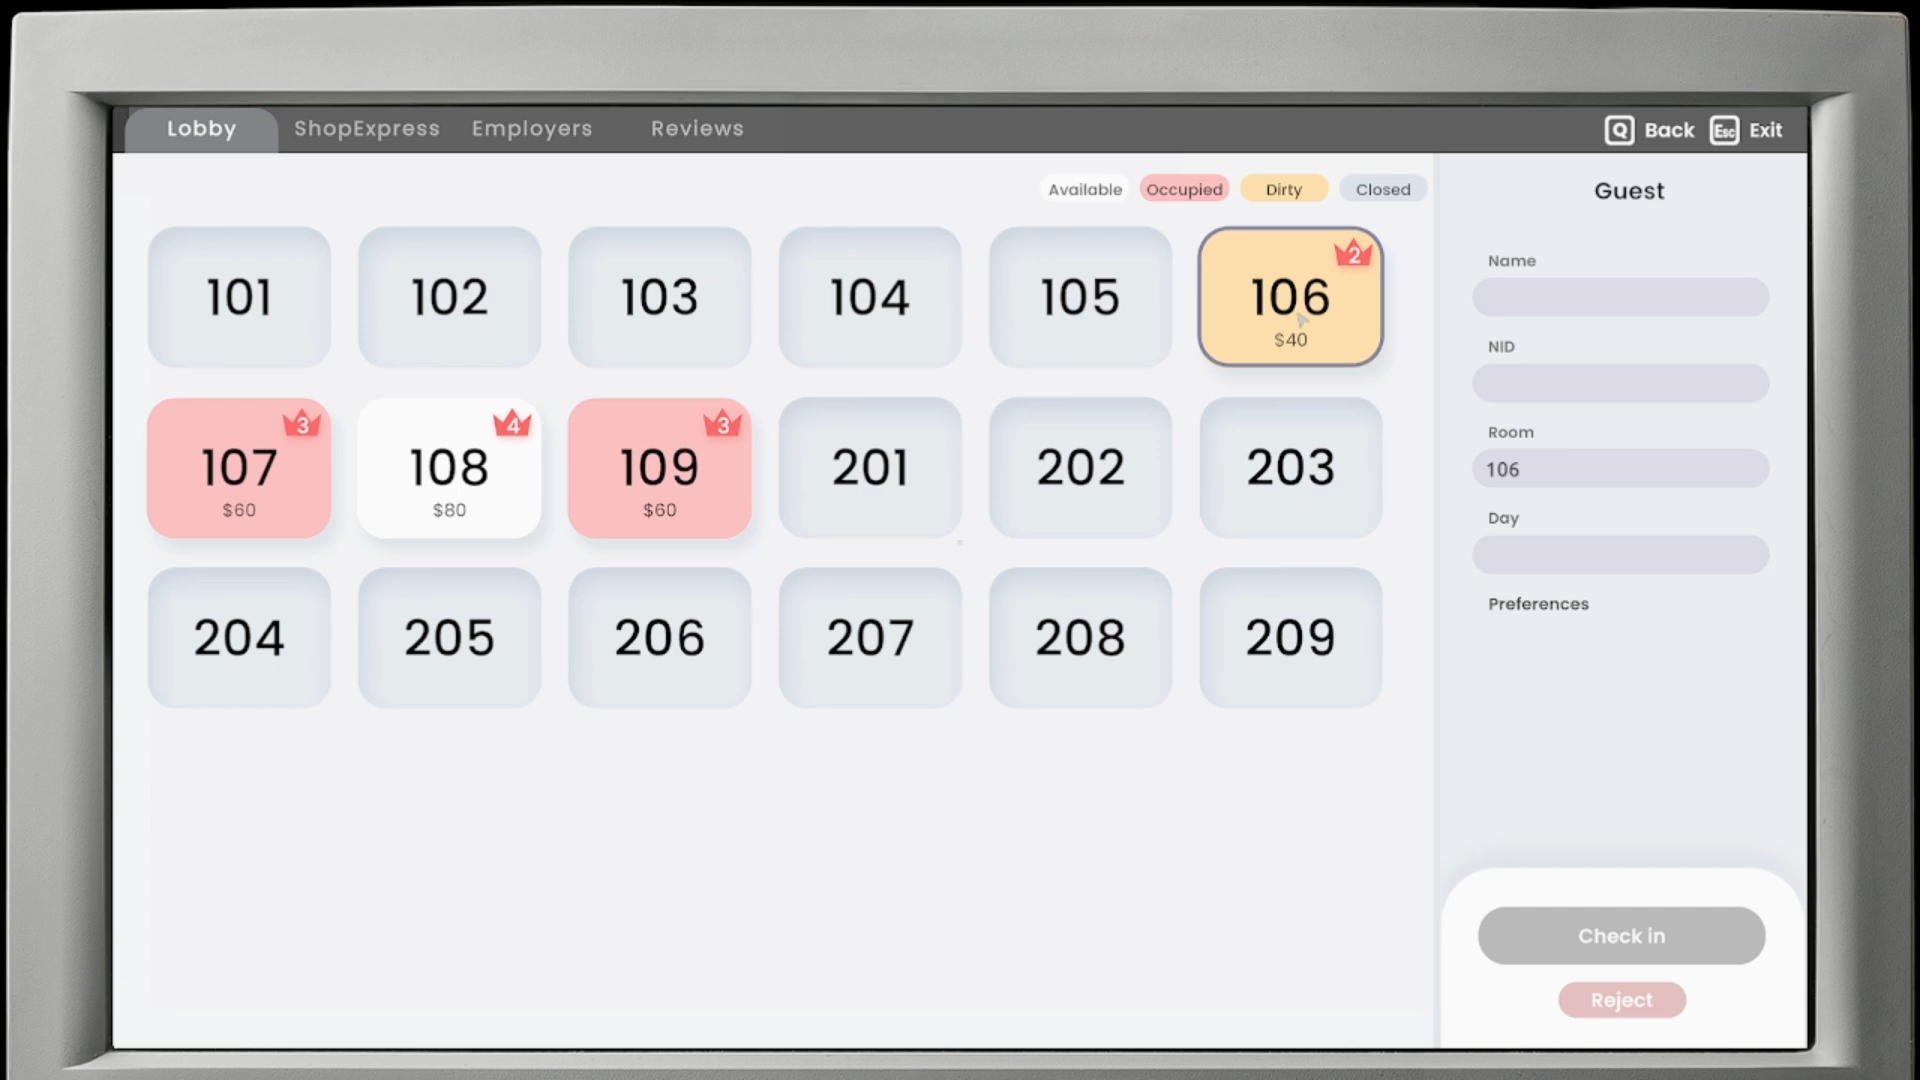 Lobby ShopExpress Employers Reviews Q Back Esc Exit
Available Occupied Dirty Closed
Guest
101 102 103 104 105 106 2
$40
107 3 108 4 109 3 201 202 203
$60 $80 $60
204 205 206 207 208 209
Name
NID
Room
106
Day
Preferences
Check in
Reject